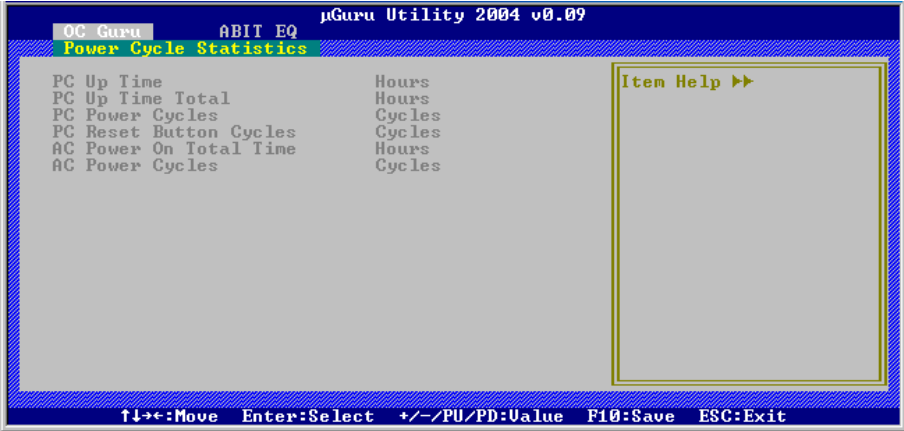 µGuru Utility 2004 v0.09
OC Guru ABIT EQ
Power Cycle Statistics
PC Up Time Hours
PC Up Time Total Hours
PC Power Cycles Cycles
PC Reset Button Cycles Cycles
AC Power On Total Time Hours
AC Power Cycles Cycles
Item Help ►►
↑↓→←:Move Enter:Select +/-/PU/PD:Value F10:Save ESC:Exit